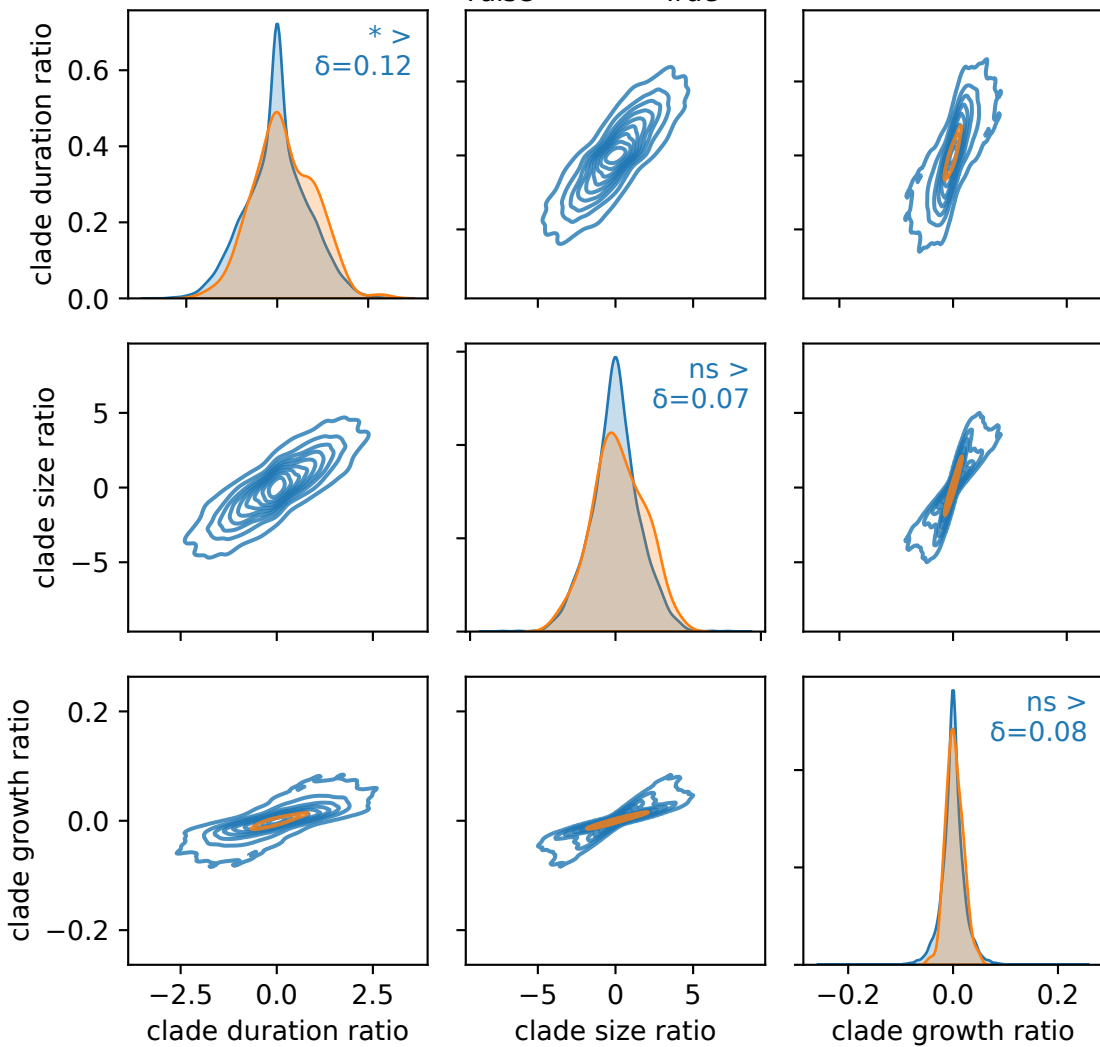 clade duration ratio
0.6
0.4
0.2
0.0
* >
δ=0.12
clade size ratio
5
0
−5
ns >
δ=0.07
clade growth ratio
0.2
0.0
−0.2
ns >
δ=0.08
−2.5 0.0 2.5
−5 0 5
−0.2 0.0 0.2
clade duration ratio
clade size ratio
clade growth ratio